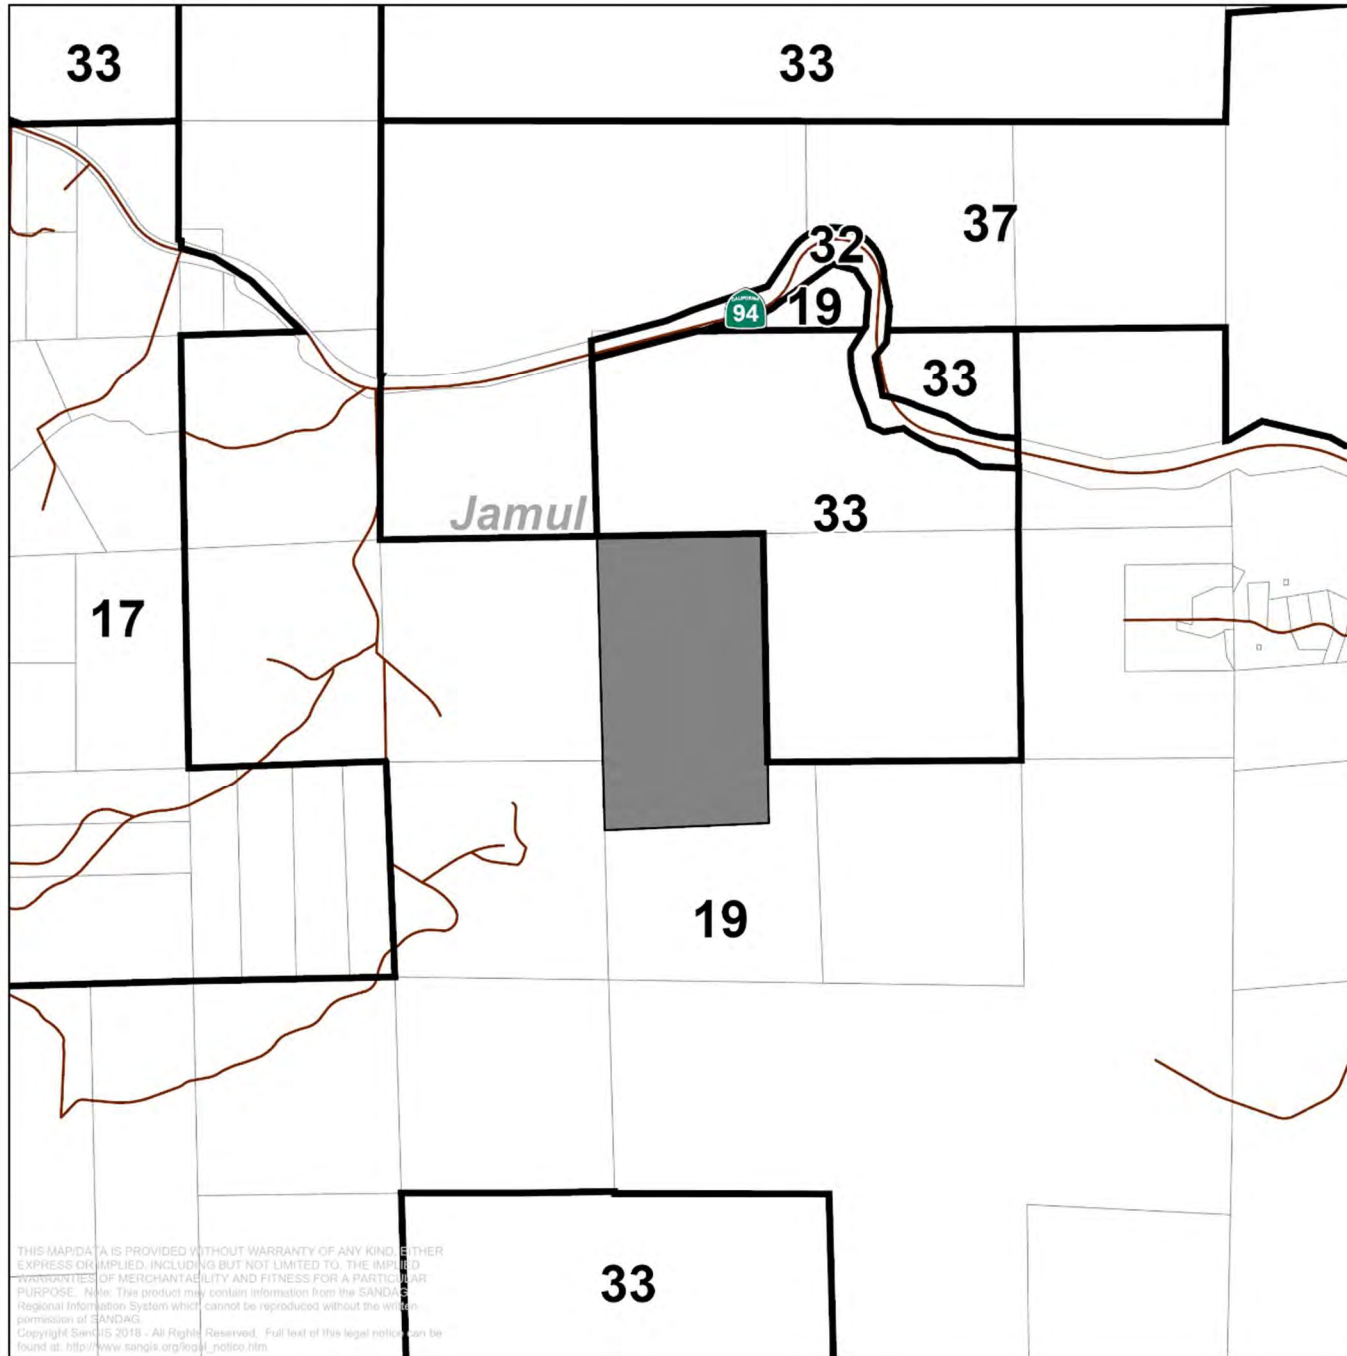 33
33
37
32
CALIFORNIA
94
19
33
Jamul
33
17
19
33
THIS MAP/DATA IS PROVIDED WITHOUT WARRANTY OF ANY KIND, EITHER
EXPRESS OR IMPLIED, INCLUDING BUT NOT LIMITED TO, THE IMPLIED
WARRANTIES OF MERCHANTABILITY AND FITNESS FOR A PARTICULAR
PURPOSE. Note: This product may contain information from the SANDAG
Regional Information System which cannot be reproduced without the written
permission of SANDAG.
Copyright SanGIS 2018 - All Rights Reserved. Full text of this legal notice can be
found at: http://www.sangis.org/legal_notice.htm